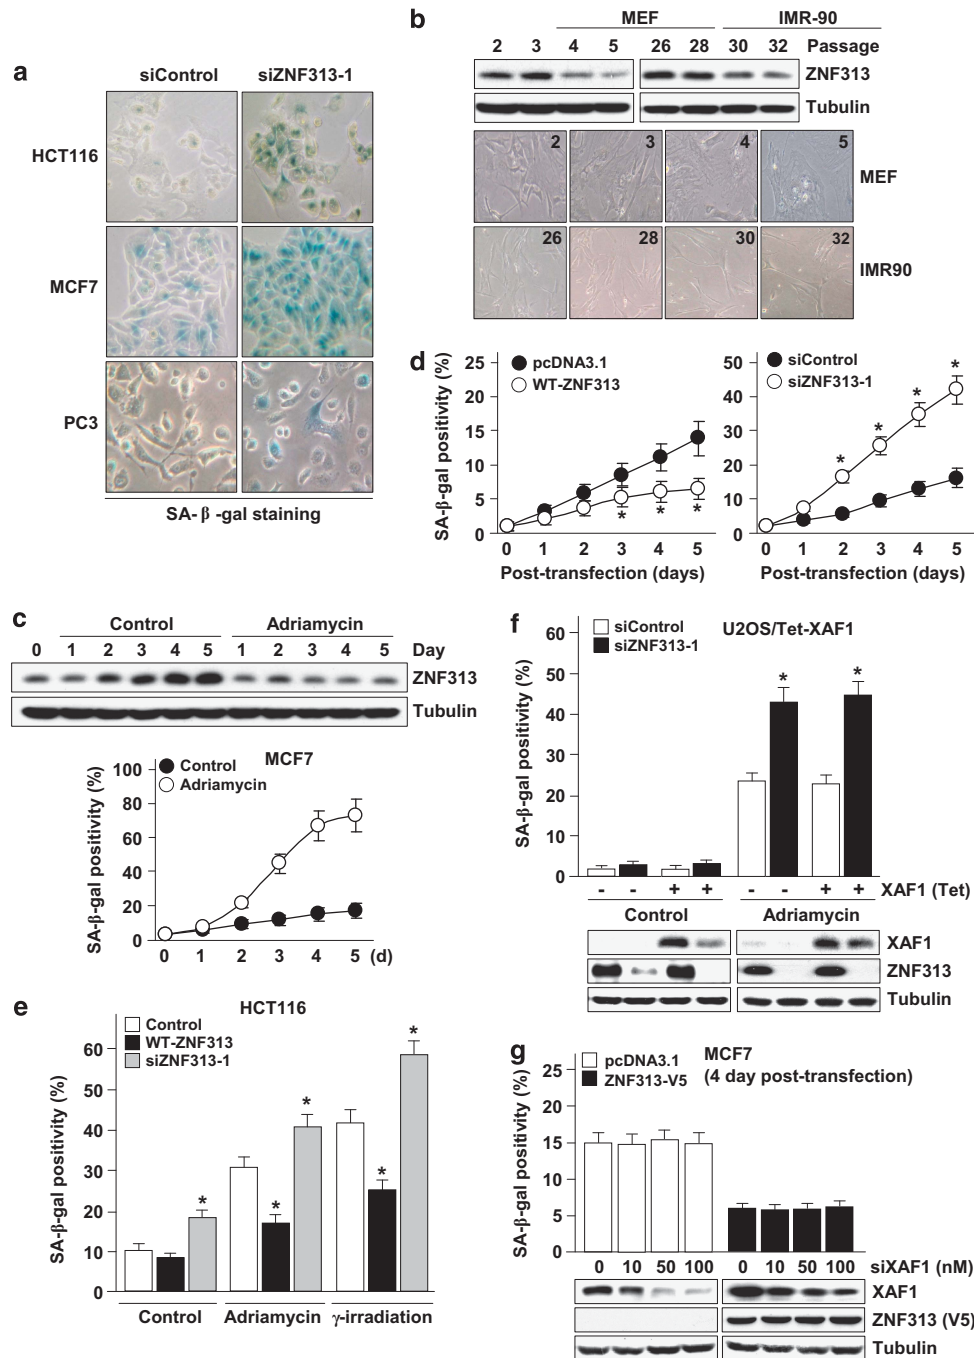 a
siControl siZNF313-1
HCT116
MCF7
PC3
SA- β -gal staining
b
MEF IMR-90
2 3 4 5 26 28 30 32 Passage
ZNF313
Tubulin
2 3 4 5
MEF
26 28 30 32
IMR90
d
SA-β-gal positivity (%)
25
20
15
10
5
0
pcDNA3.1
WT-ZNF313
* * *
0 1 2 3 4 5
Post-transfection (days)
50
40
30
20
10
0
siControl
siZNF313-1
* * * *
0 1 2 3 4 5
Post-transfection (days)
c
Control Adriamycin
0 1 2 3 4 5 1 2 3 4 5 Day
ZNF313
Tubulin
MCF7
SA-β-gal positivity (%)
100
80
60
40
20
0
Control
Adriamycin
0 1 2 3 4 5 (d)
e
HCT116
SA-β-gal positivity (%)
60
50
40
30
20
10
0
Control
WT-ZNF313
siZNF313-1
* * * * *
Control Adriamycin γ-irradiation
f
U2OS/Tet-XAF1
SA-β-gal positivity (%)
60
50
40
30
20
10
0
siControl
siZNF313-1
* *
- - + + - - + + XAF1 (Tet)
Control Adriamycin
XAF1
ZNF313
Tubulin
g
MCF7
(4 day post-transfection)
SA-β-gal positivity (%)
25
20
15
10
5
0
pcDNA3.1
ZNF313-V5
0 10 50 100 0 10 50 100 siXAF1 (nM)
XAF1
ZNF313 (V5)
Tubulin